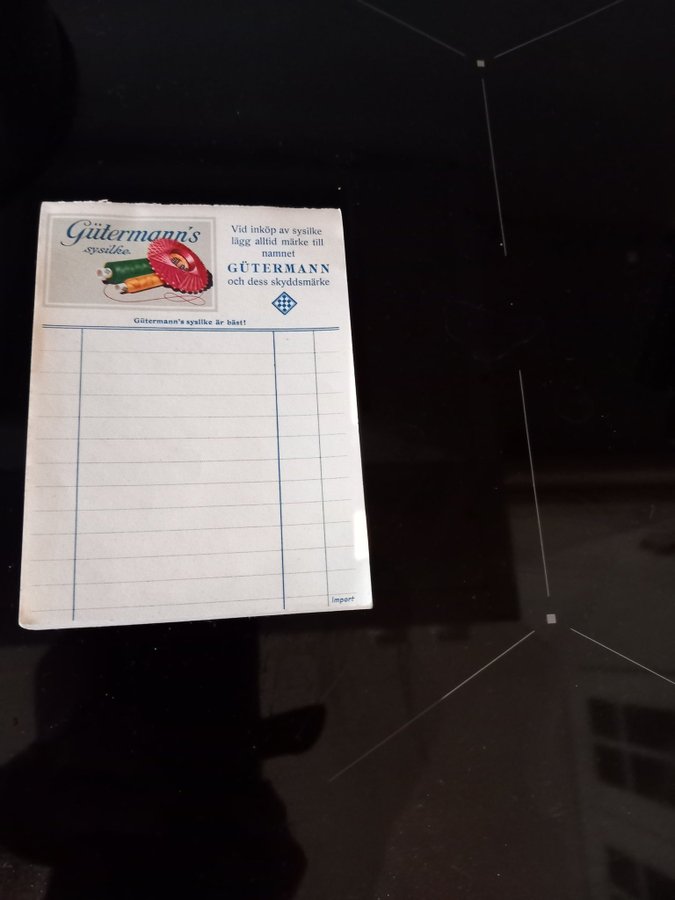 Gütermann's
sysilke.
Vid inköp av sysilke
lägg alltid märke till
namnet
GÜTERMANN
och dess skyddsmärke
Gütermann's sysilke är bäst!
Import